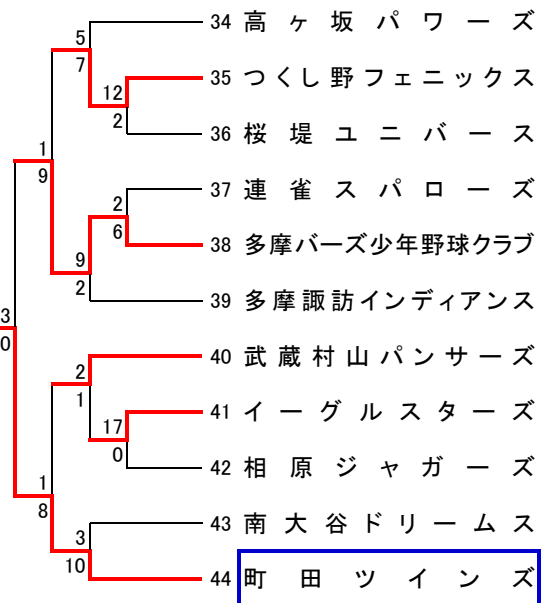 5
34 高ヶ坂パワーズ
7
12
35 つくし野フェニックス
2
36 桜堤ユニバース
1
9
2
37 連雀スパローズ
6
38 多摩バーズ少年野球クラブ
9
2
39 多摩諏訪インディアンス
3
0
2
40 武蔵村山パンサーズ
1
17
41 イーグルスターズ
0
42 相原ジャガーズ
1
8
3
43 南大谷ドリームス
10
44 町田ツインズ